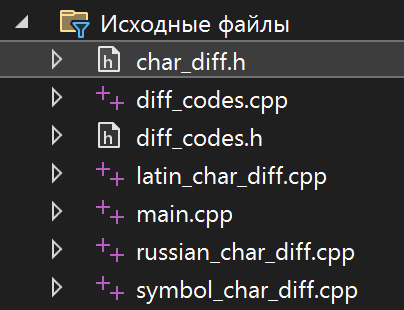 Исходные файлы
char_diff.h
diff_codes.cpp
diff_codes.h
latin_char_diff.cpp
main.cpp
russian_char_diff.cpp
symbol_char_diff.cpp